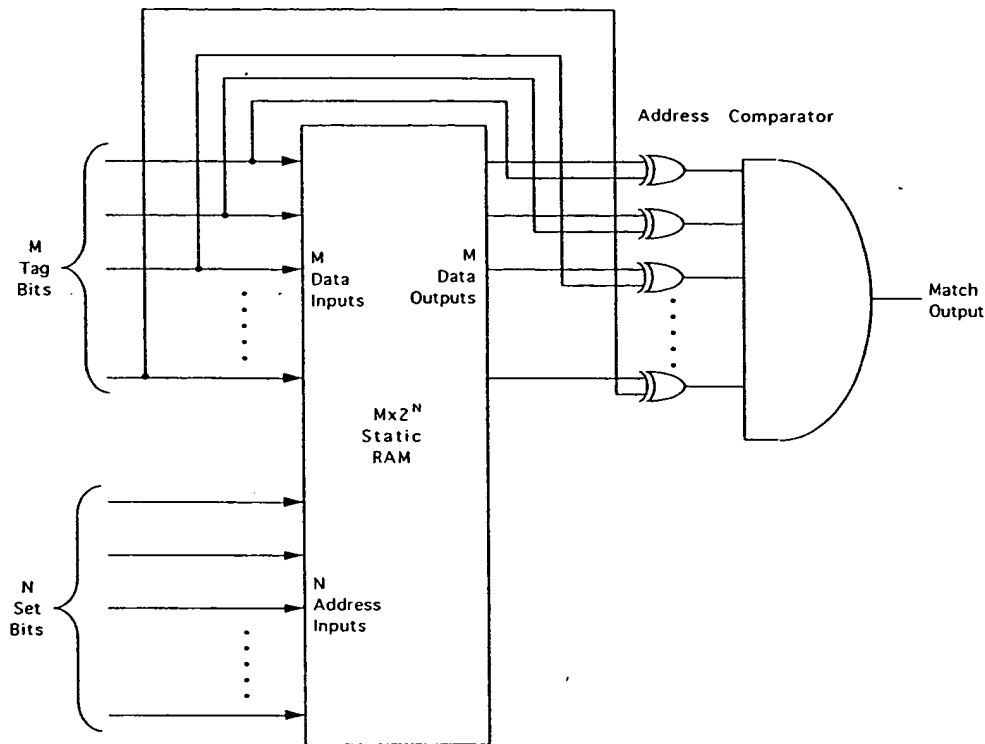 Address Comparator
M
Tag
Bits
M
Data
Inputs
M
Data
Outputs
Match
Output
Mx2^N
Static
RAM
N
Set
Bits
N
Address
Inputs